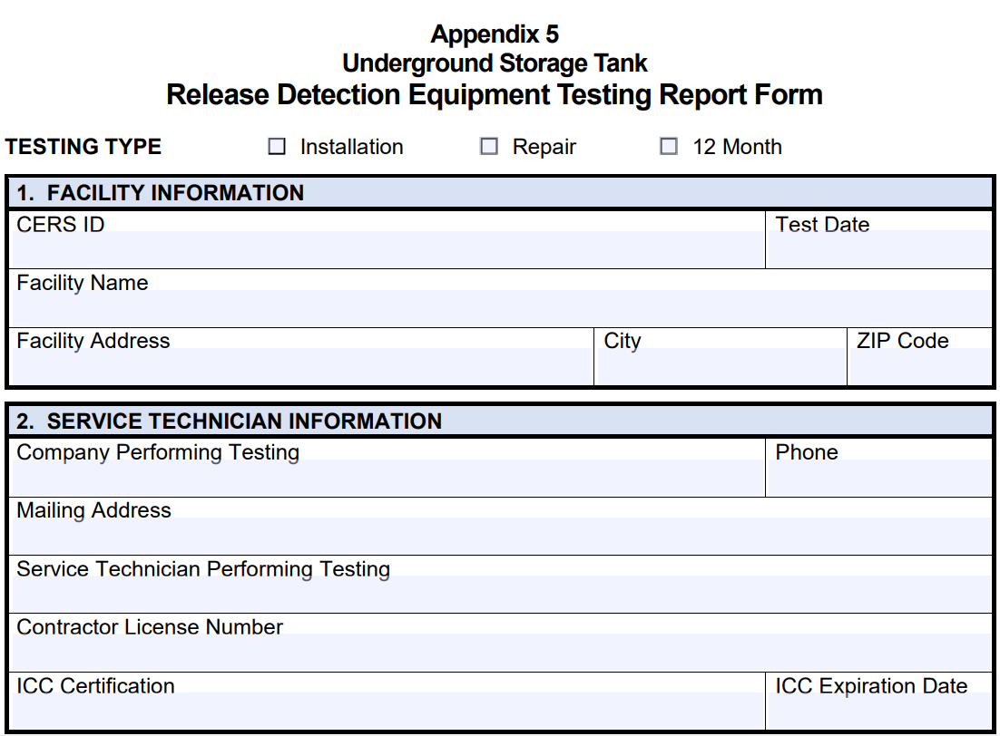 Appendix 5
Underground Storage Tank
Release Detection Equipment Testing Report Form
TESTING TYPE Installation Repair 12 Month
1. FACILITY INFORMATION
CERS ID Test Date
Facility Name
Facility Address City ZIP Code
2. SERVICE TECHNICIAN INFORMATION
Company Performing Testing Phone
Mailing Address
Service Technician Performing Testing
Contractor License Number
ICC Certification ICC Expiration Date